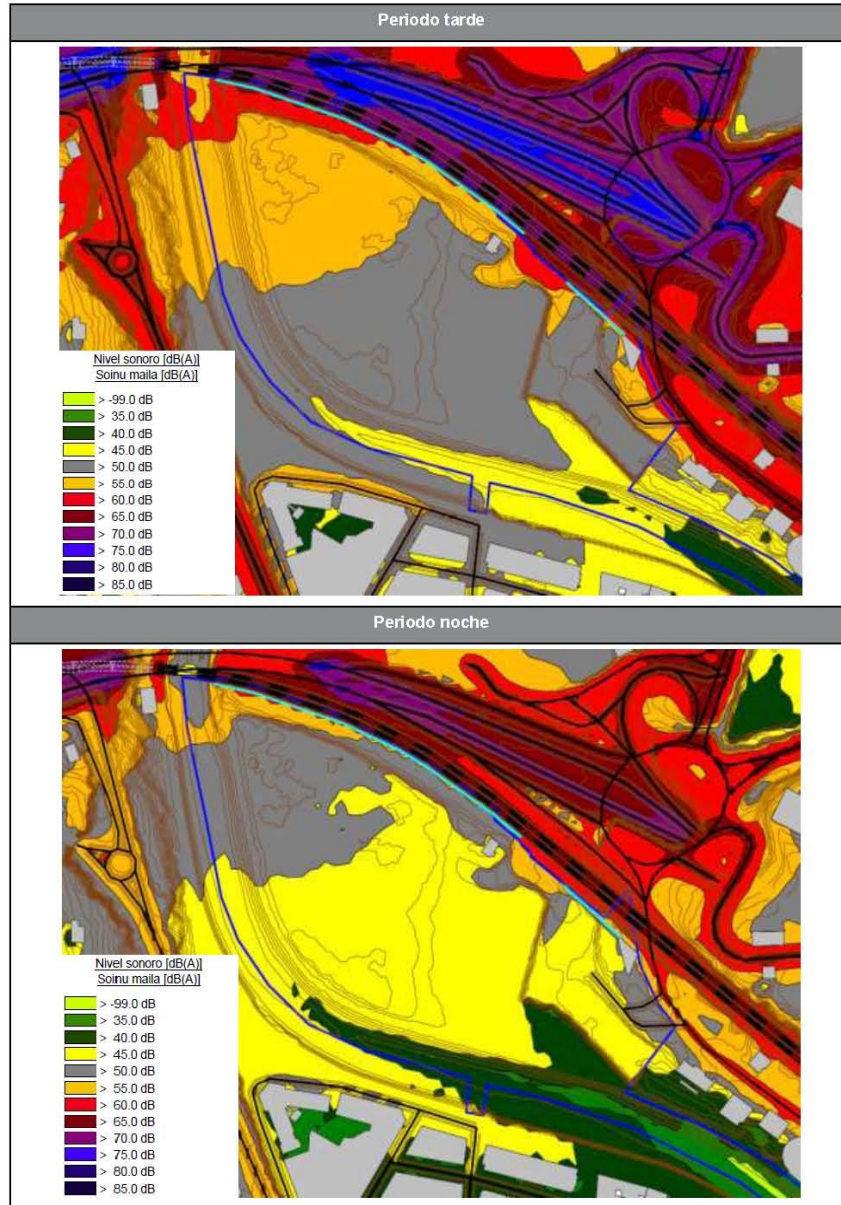 Periodo tarde
Nivel sonoro [dB(A)]
Soinu maila [dB(A)]
> -99.0 dB
> 35.0 dB
> 40.0 dB
> 45.0 dB
> 50.0 dB
> 55.0 dB
> 60.0 dB
> 65.0 dB
> 70.0 dB
> 75.0 dB
> 80.0 dB
> 85.0 dB
Periodo noche
Nivel sonoro [dB(A)]
Soinu maila [dB(A)]
> -99.0 dB
> 35.0 dB
> 40.0 dB
> 45.0 dB
> 50.0 dB
> 55.0 dB
> 60.0 dB
> 65.0 dB
> 70.0 dB
> 75.0 dB
> 80.0 dB
> 85.0 dB